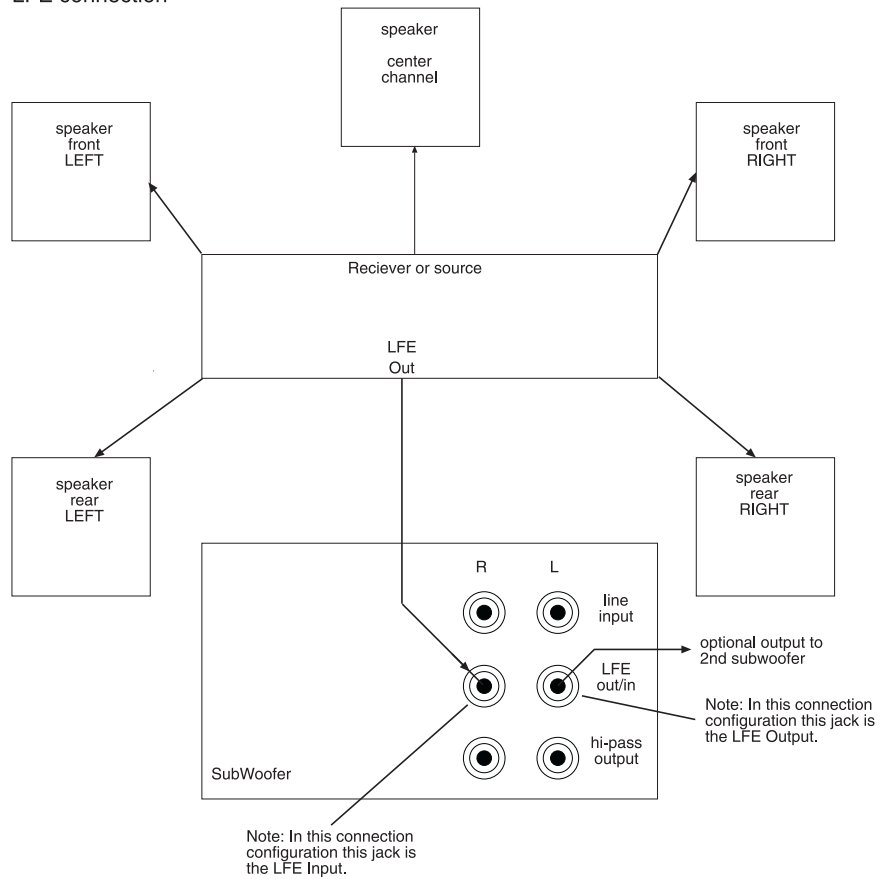 LFE connection
speaker
center
channel
speaker
front
LEFT
speaker
front
RIGHT
Reciever or source
LFE
Out
speaker
rear
LEFT
speaker
rear
RIGHT
R L
line
input
optional output to
2nd subwoofer
LFE
out/in
Note: In this connection
configuration this jack is
the LFE Output.
hi-pass
output
SubWoofer
Note: In this connection
configuration this jack is
the LFE Input.